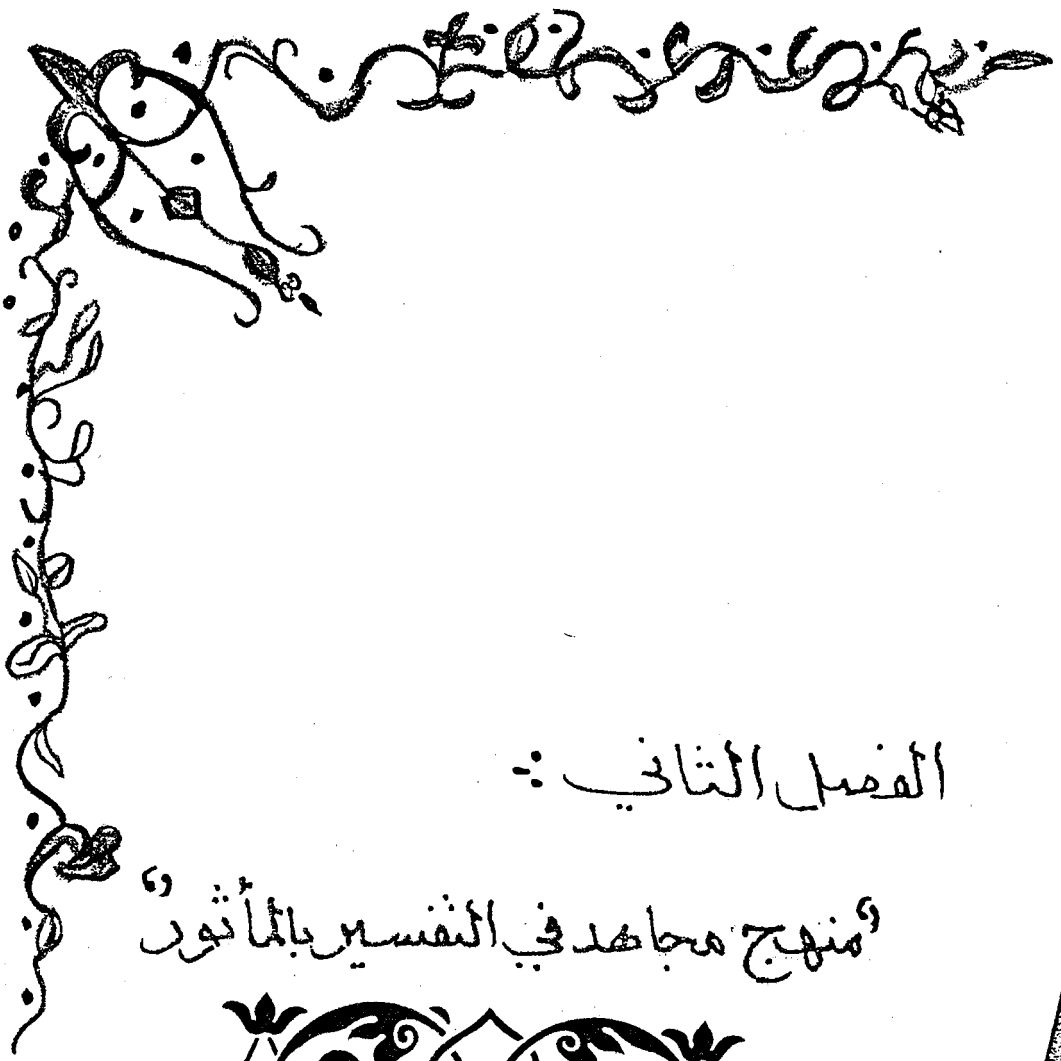 الفصل الثاني :-
"منهج مجاهد في التفسير بالمأثور"